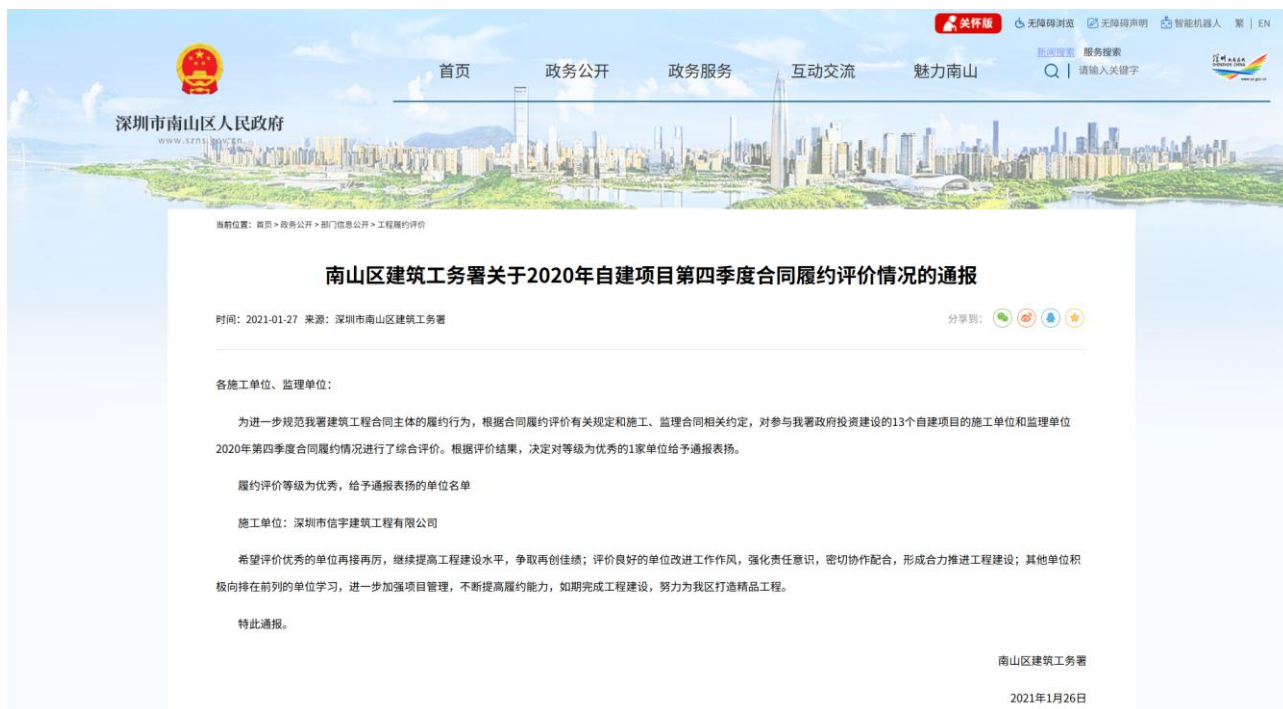 关怀版 无障碍浏览 无障碍声明 智能机器人 繁 | EN
新闻搜索 服务搜索
首页 政务公开 政务服务 互动交流 魅力南山 请输入关键字
深圳市南山区人民政府
www.szns.gov.cn
当前位置：首页 > 政务公开 > 部门信息公开 > 工程履约评价
南山区建筑工务署关于2020年自建项目第四季度合同履约评价情况的通报
时间：2021-01-27 来源：深圳市南山区建筑工务署 分享到：
各施工单位、监理单位：
为进一步规范我署建筑工程合同主体的履约行为，根据合同履约评价有关规定和施工、监理合同相关约定，对参与我署政府投资建设的13个自建项目的施工单位和监理单位
2020年第四季度合同履约情况进行了综合评价。根据评价结果，决定对等级为优秀的1家单位给予通报表扬。
履约评价等级为优秀，给予通报表扬的单位名单
施工单位：深圳市信宇建筑工程有限公司
希望评价优秀的单位再接再厉，继续提高工程建设水平，争取再创佳绩；评价良好的单位改进工作作风，强化责任意识，密切协作配合，形成合力推进工程建设；其他单位积
极向排在前列的单位学习，进一步加强项目管理，不断提高履约能力，如期完成工程建设，努力为我区打造精品工程。
特此通报。
南山区建筑工务署
2021年1月26日